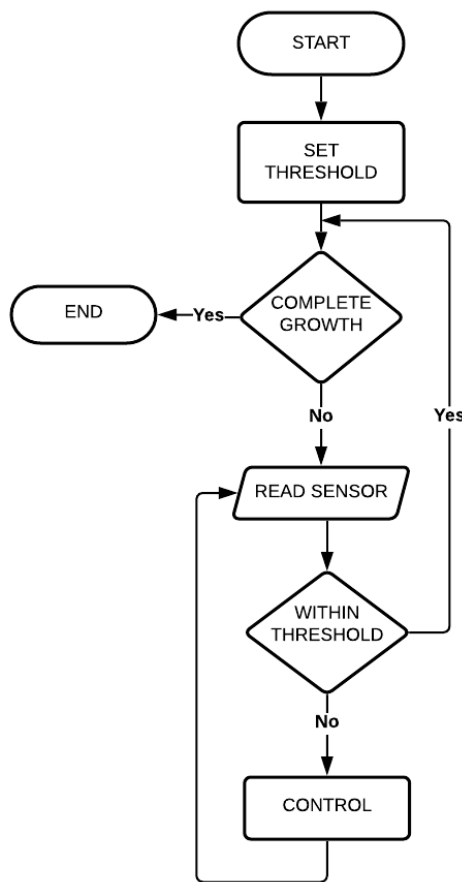 START
SET
THRESHOLD
COMPLETE
GROWTH
Yes
END
No
Yes
READ SENSOR
WITHIN
THRESHOLD
No
CONTROL